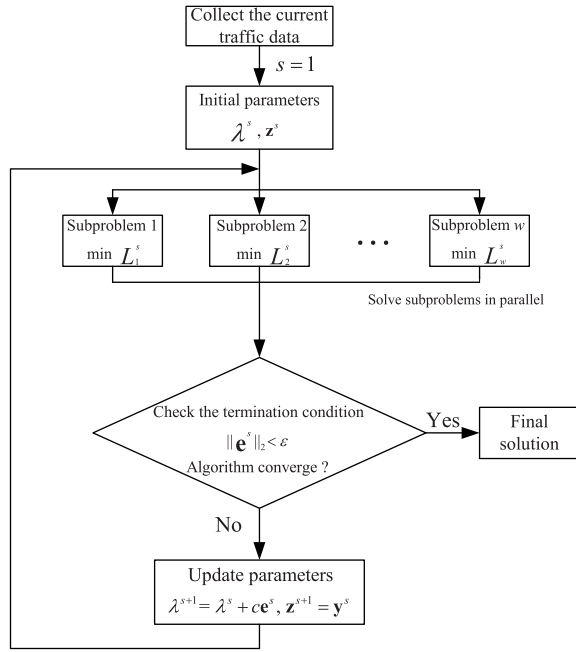 Collect the current
traffic data
s = 1
Initial parameters
λ^s , z^s
Subproblem 1
min L_1^s
Subproblem 2
min L_2^s
...
Subproblem w
min L_w^s
Solve subproblems in parallel
Check the termination condition
||e^s||_2 < ε
Algorithm converge ?
Yes
Final
solution
No
Update parameters
λ^{s+1} = λ^s + ce^s, z^{s+1} = y^s